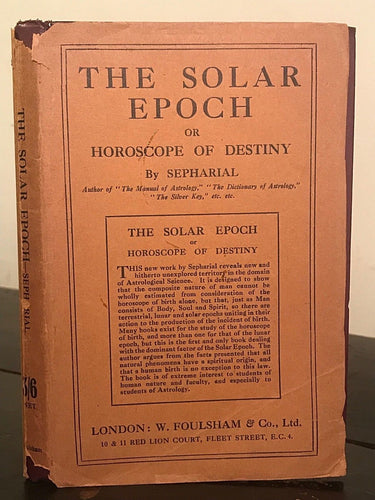 THE SOLAR
EPOCH
OR
HOROSCOPE OF DESTINY
By SEPHARIAL
Author of "The Manual of Astrology," "The Dictionary of Astrology,"
"The Silver Key," etc. etc.
THE SOLAR EPOCH
or
HOROSCOPE OF DESTINY
THIS new work by Sepharial reveals new and
hitherto unexplored territory in the domain
of Astrological Science. It is designed to show
that the composite nature of man cannot be
wholly estimated from consideration of the
horoscope of birth alone, but that, just as Man
consists of Body, Soul and Spirit, so there are
terrestrial, lunar and solar epochs uniting in their
action to the production of the incident of birth.
Many books exist for the study of the horoscope
of birth, and more than one for that of the lunar
epoch, but this is the first and only book dealing
with the dominant factor of the Solar Epoch. The
author argues from the facts presented that all
natural phenomena have a spiritual origin, and
that a human birth is no exception to this law.
The book is of extreme interest to students of
human nature and faculty, and especially to
students of Astrology.
LONDON: W. FOULSHAM & Co., Ltd.
10 & 11 RED LION COURT, FLEET STREET, E.C. 4.
THE SOLAR EPOCH
3/6
NET